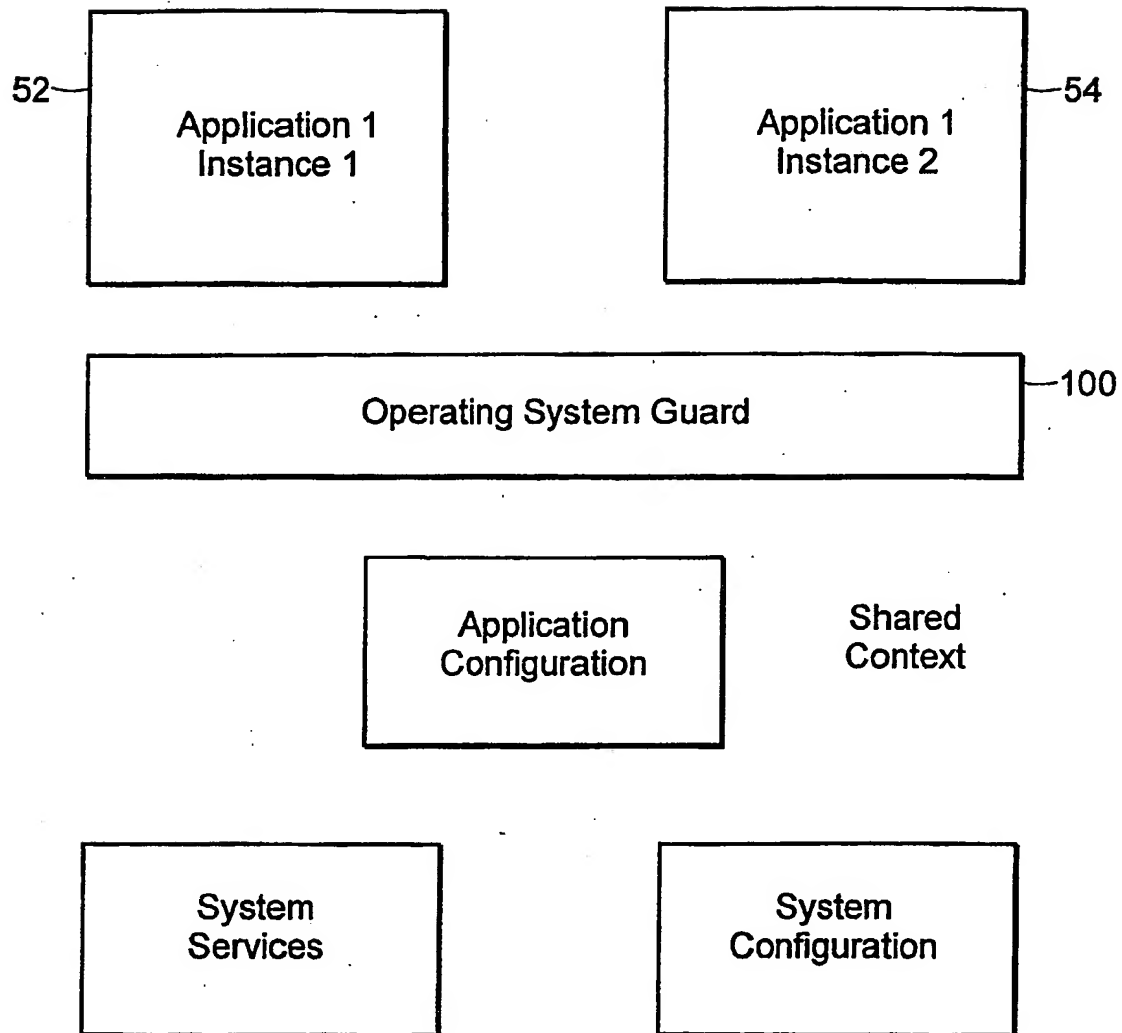 52
Application 1
Instance 1
Application 1
Instance 2
54
Operating System Guard
100
Application
Configuration
Shared
Context
System
Services
System
Configuration